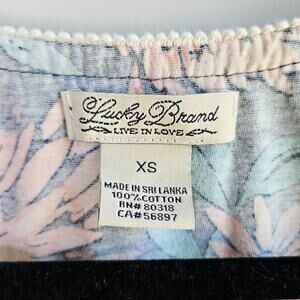 Lucky Brand
LIVE IN LOVE
XS
MADE IN SRI LANKA
100% COTTON
RN# 80318
CA# 56897